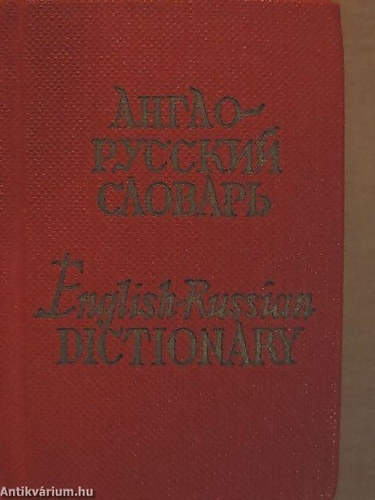 АНГЛО-
РУССКИЙ
СЛОВАРЬ
English-Russian
DICTIONARY
Antikvárium.hu